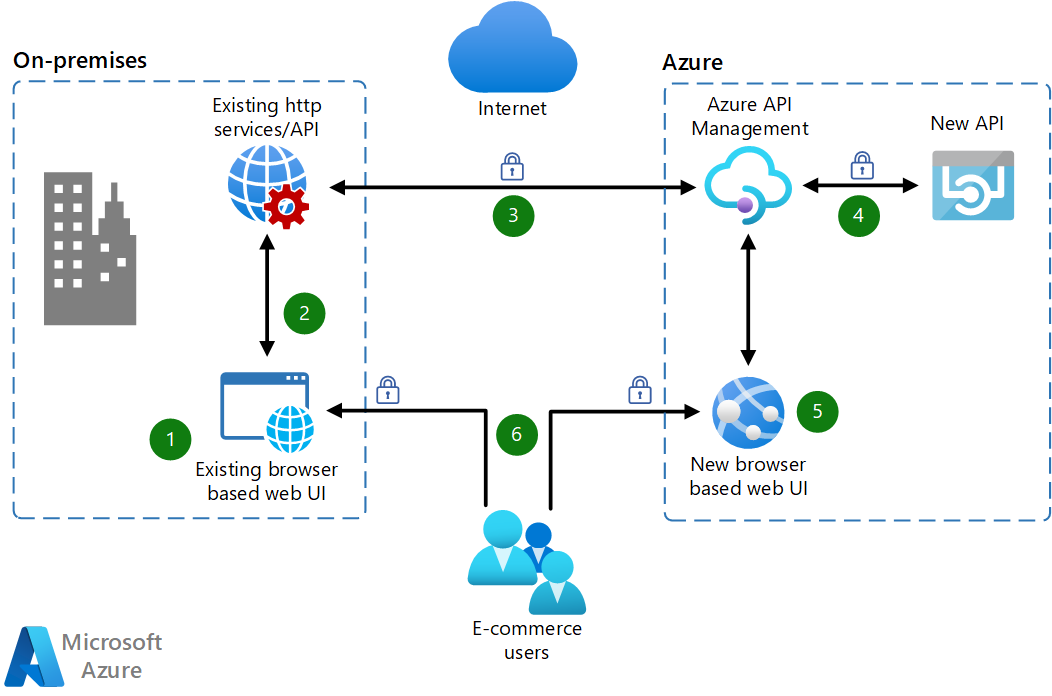 On-premises
Existing http
services/API
Internet
Azure
Azure API
Management
New API
3
4
2
1
Existing browser
based web UI
6
5
New browser
based web UI
E-commerce
users
Microsoft
Azure